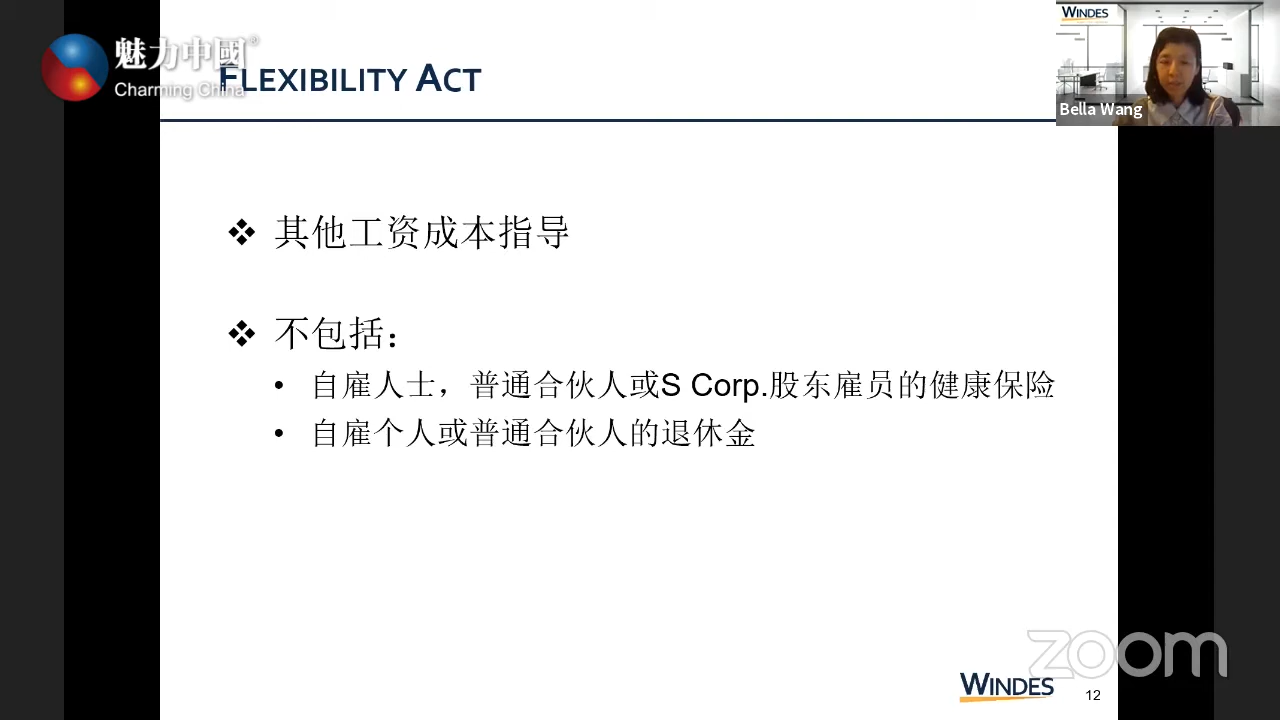 魅力中國®
Charming China
FLEXIBILITY ACT
WINDES
Bella Wang
❖ 其他工资成本指导
❖ 不包括：
• 自雇人士，普通合伙人或S Corp.股东雇员的健康保险
• 自雇个人或普通合伙人的退休金
zoom
WINDES
12